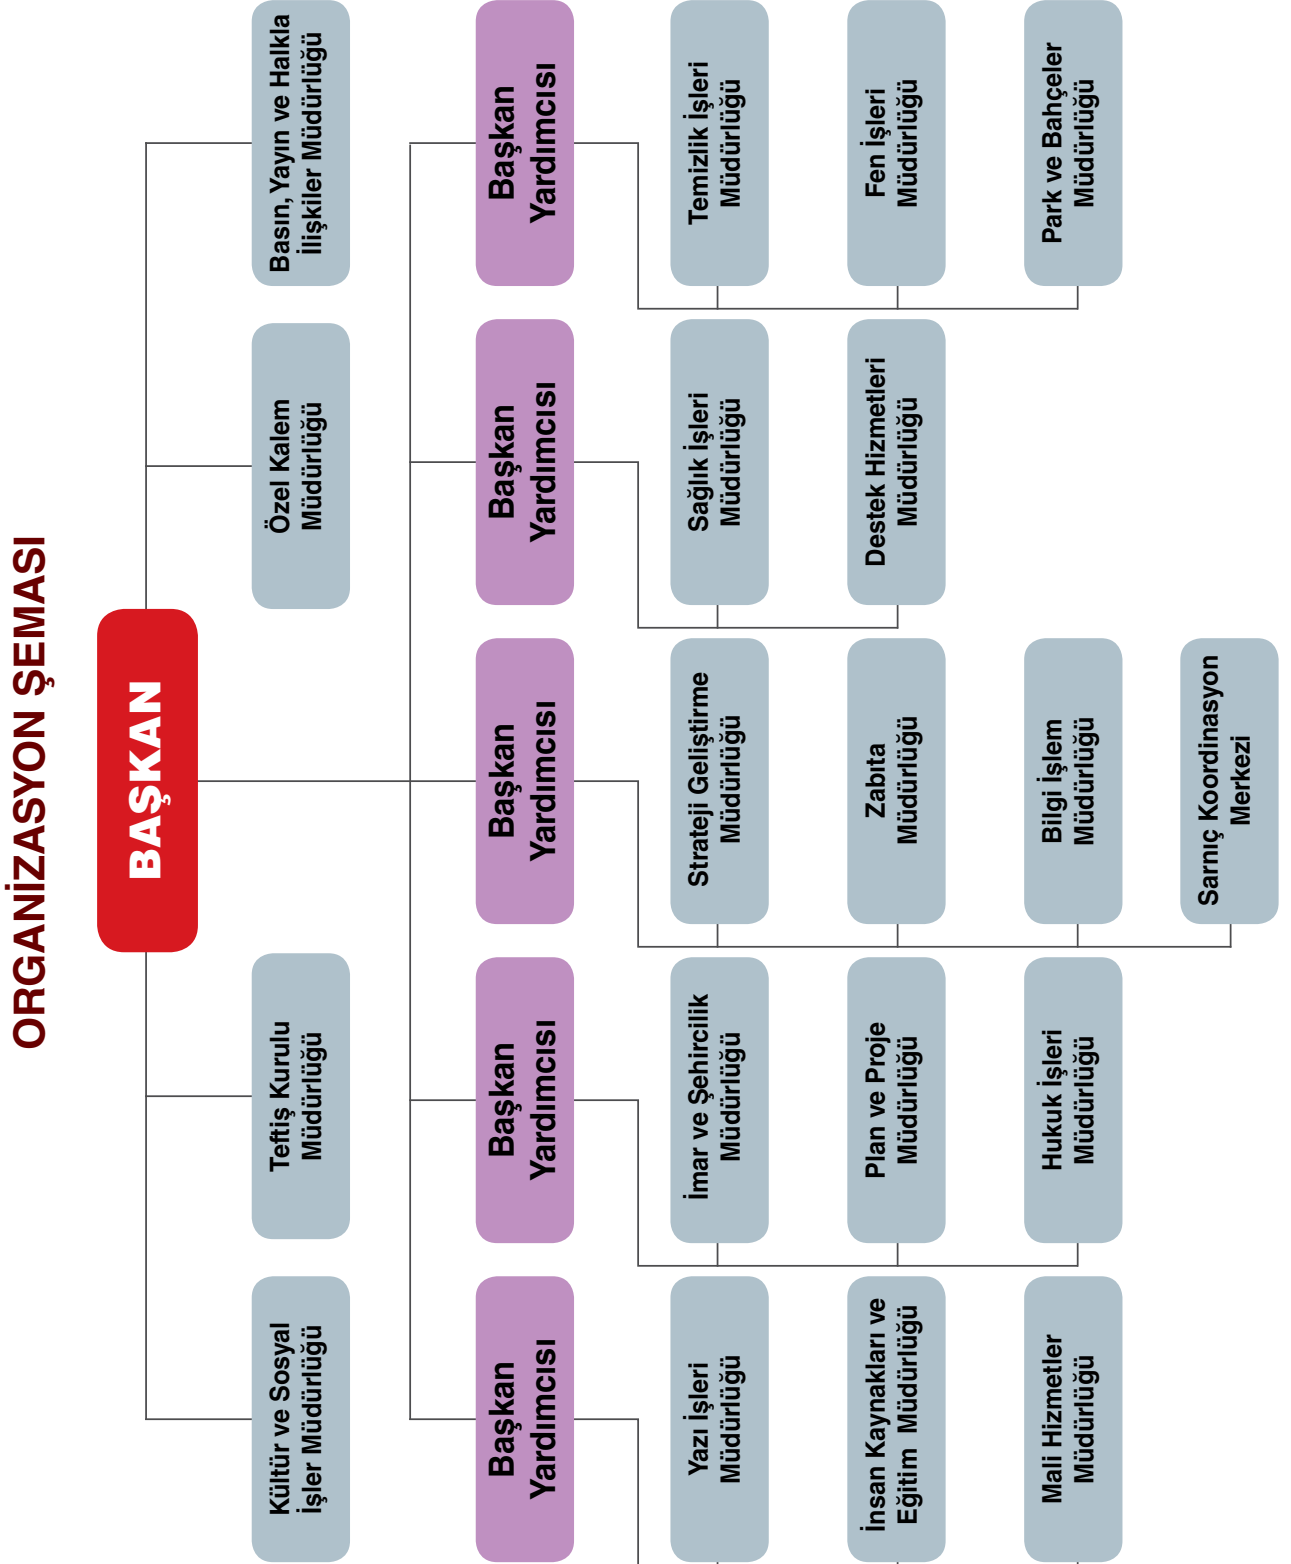 ORGANİZASYON ŞEMASI
BAŞKAN
Kültür ve Sosyal
İşler Müdürlüğü
Teftiş Kurulu
Müdürlüğü
Özel Kalem
Müdürlüğü
Basın, Yayın ve Halkla
İlişkiler Müdürlüğü
Başkan
Yardımcısı
Başkan
Yardımcısı
Başkan
Yardımcısı
Başkan
Yardımcısı
Başkan
Yardımcısı
Yazı İşleri
Müdürlüğü
İmar ve Şehircilik
Müdürlüğü
Strateji Geliştirme
Müdürlüğü
Sağlık İşleri
Müdürlüğü
Temizlik İşleri
Müdürlüğü
İnsan Kaynakları ve
Eğitim Müdürlüğü
Plan ve Proje
Müdürlüğü
Zabıta
Müdürlüğü
Destek Hizmetleri
Müdürlüğü
Fen İşleri
Müdürlüğü
Mali Hizmetler
Müdürlüğü
Hukuk İşleri
Müdürlüğü
Bilgi İşlem
Müdürlüğü
Park ve Bahçeler
Müdürlüğü
Sarnıç Koordinasyon
Merkezi